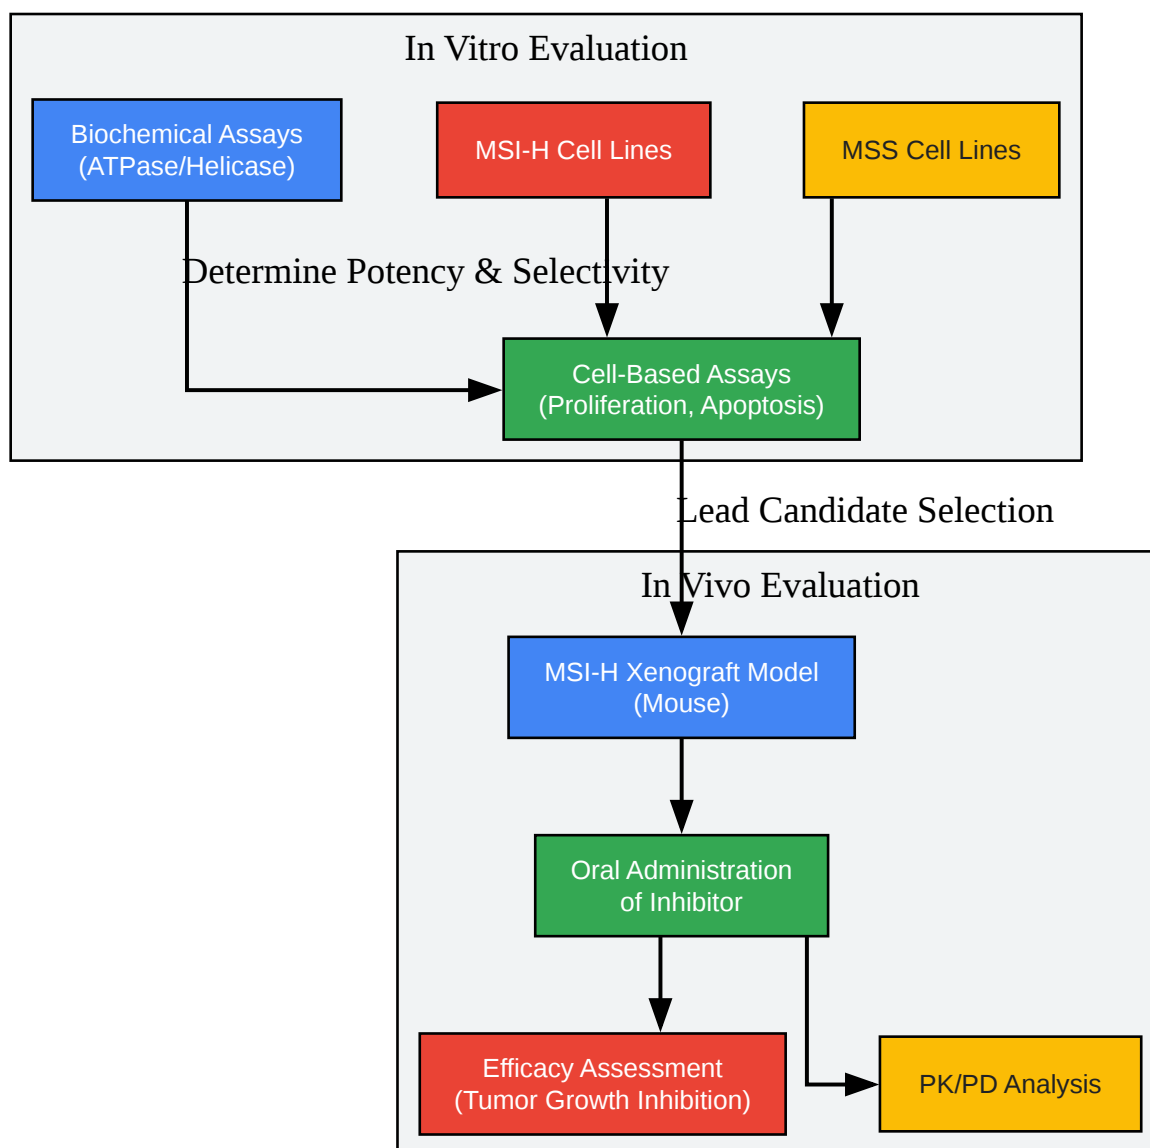 In Vitro Evaluation
Biochemical Assays
(ATPase/Helicase)
MSI-H Cell Lines
MSS Cell Lines
Determine Potency & Selectivity
Cell-Based Assays
(Proliferation, Apoptosis)
Lead Candidate Selection
In Vivo Evaluation
MSI-H Xenograft Model
(Mouse)
Oral Administration
of Inhibitor
Efficacy Assessment
(Tumor Growth Inhibition)
PK/PD Analysis